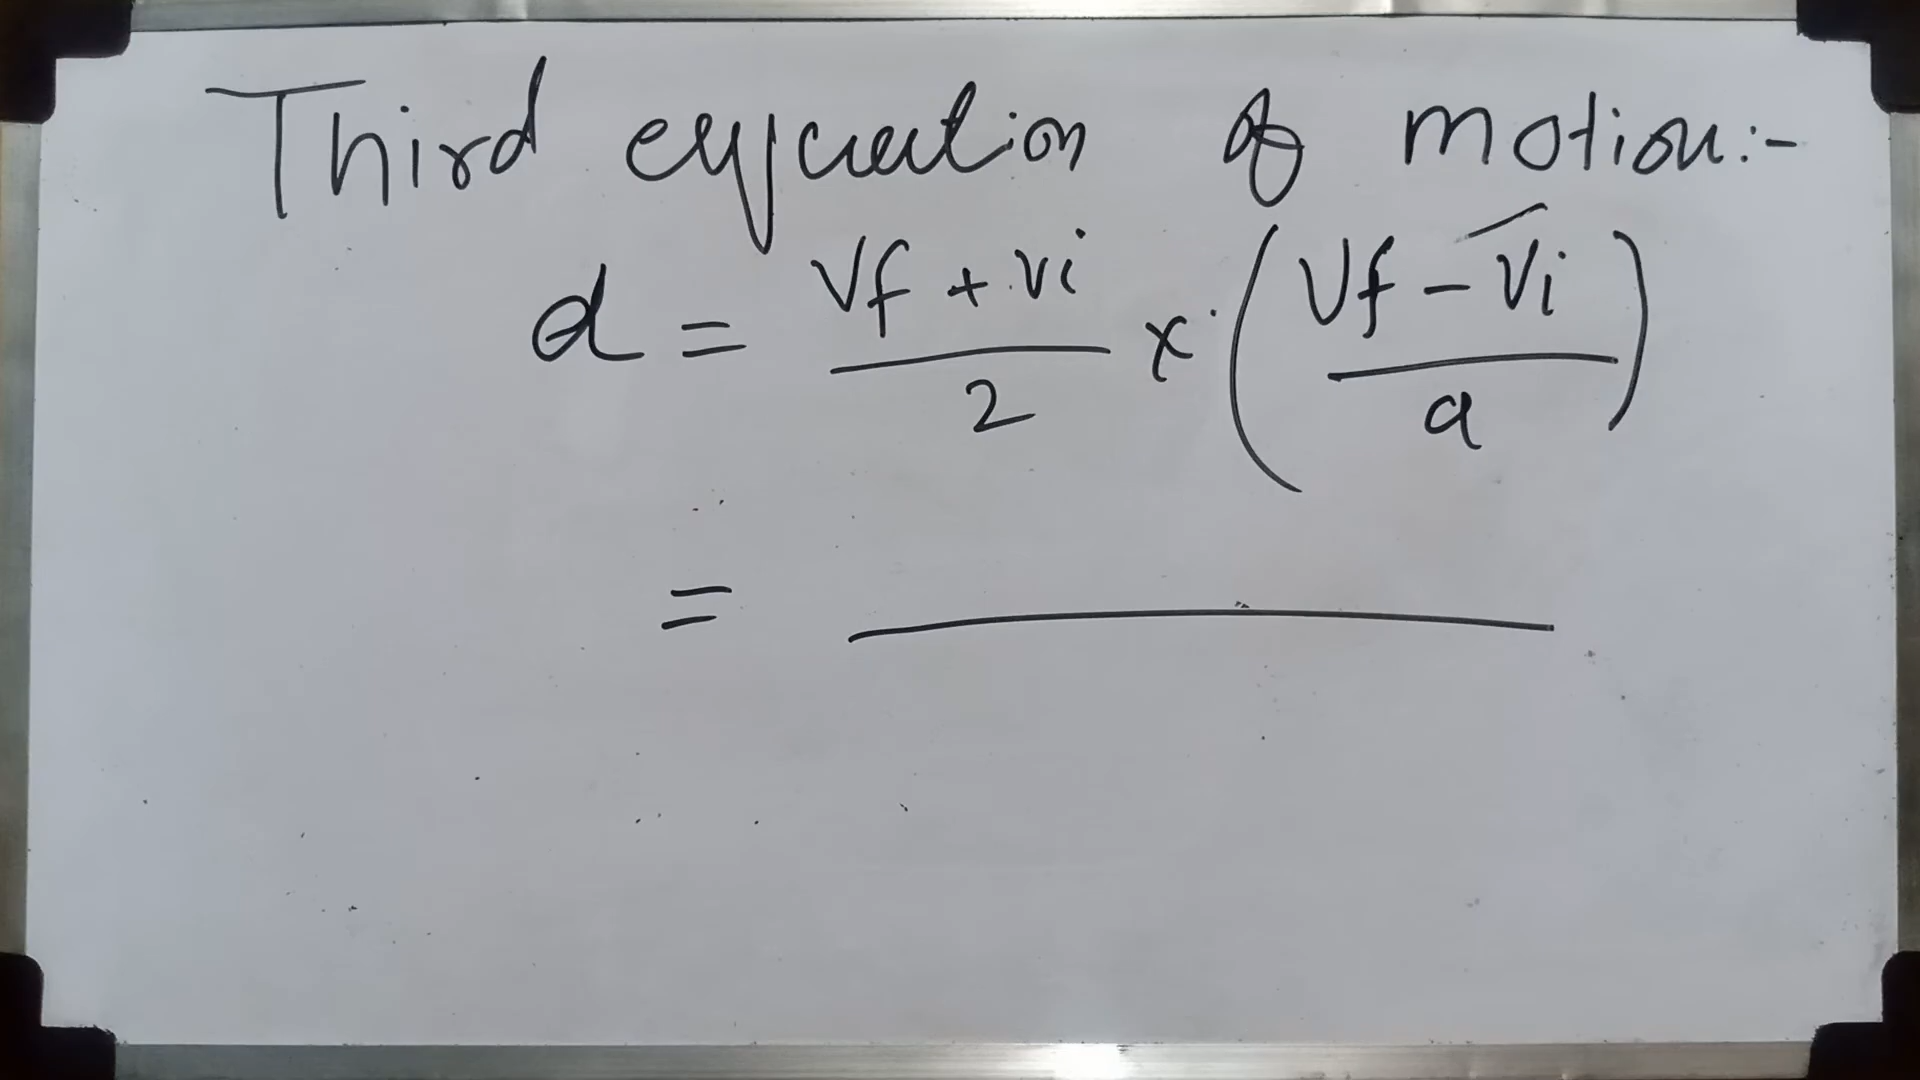 Third equation of motion:-
d = Vf + Vi / 2 x (Vf - Vi / a)
=